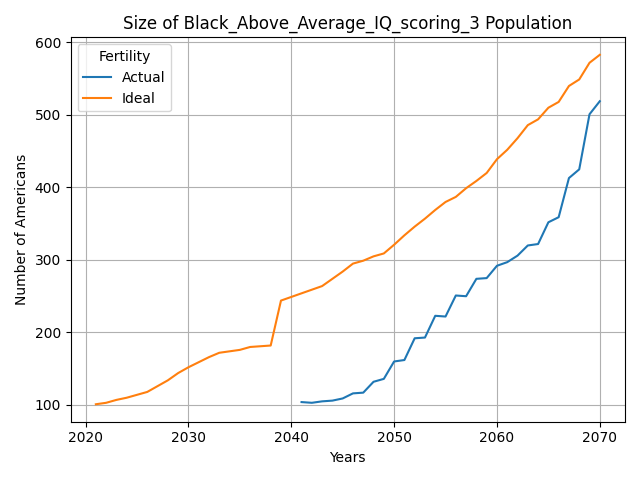 Size of Black_Above_Average_IQ_scoring_3 Population
Fertility
Actual
Ideal
Number of Americans
600
500
400
300
200
100
2020
2030
2040
2050
2060
2070
Years